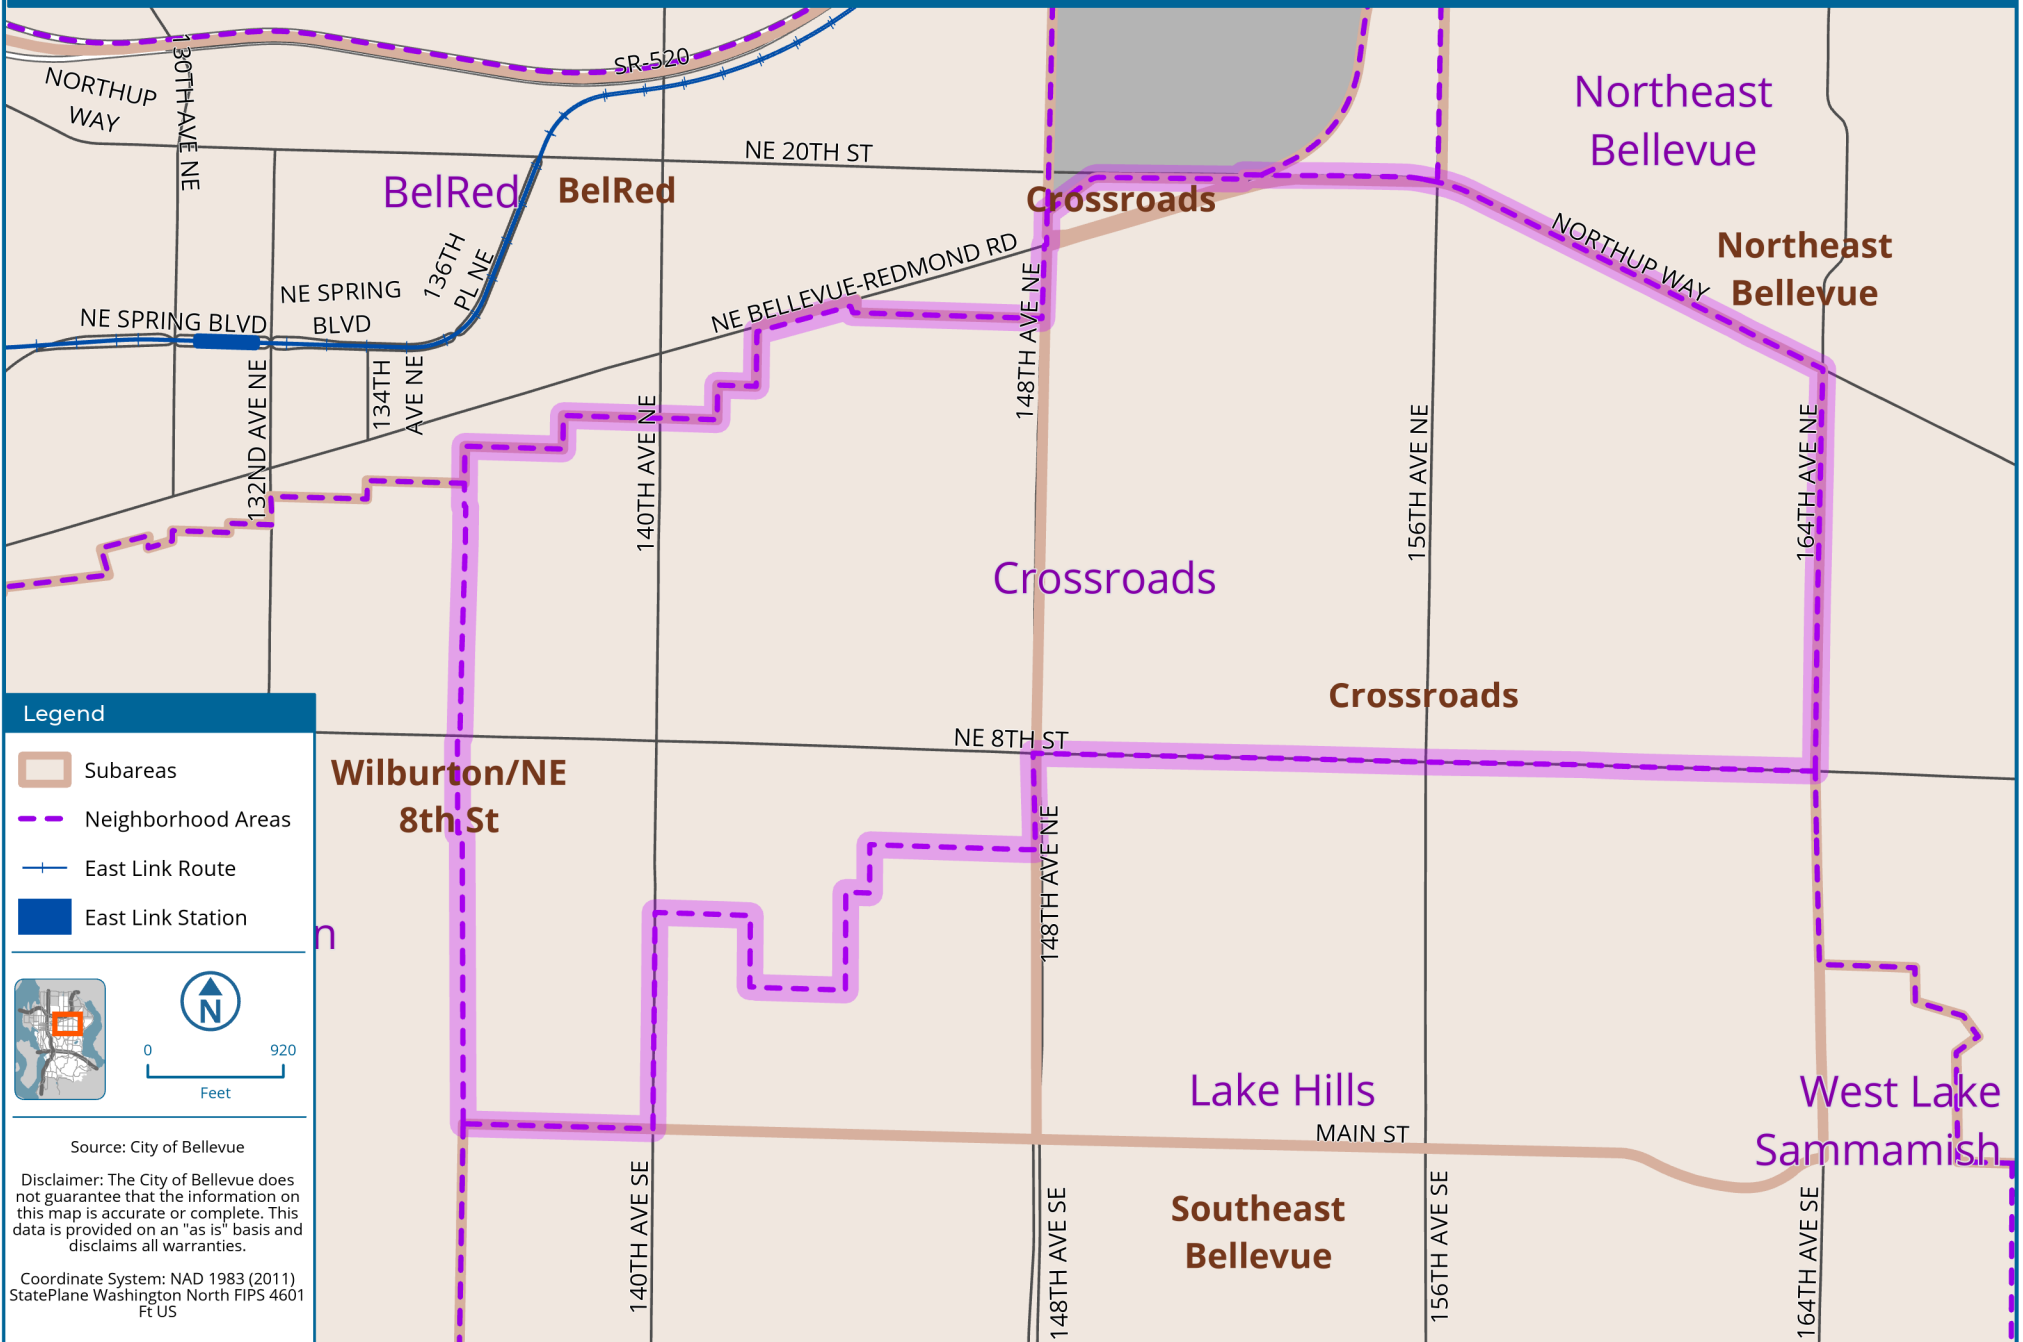 SR-520
130TH AVE NE
NORTHUP
WAY
NE 20TH ST
Northeast
Bellevue
BelRed
BelRed
Crossroads
NORTHUP WAY
Northeast
Bellevue
136TH
PL NE
NE BELLEVUE-REDMOND RD
148TH AVE NE
NE SPRING BLVD
NE SPRING
BLVD
132ND AVE NE
134TH
AVE NE
140TH AVE NE
156TH AVE NE
164TH AVE NE
Crossroads
Crossroads
NE 8TH ST
Wilburton/NE
8th St
148TH AVE NE
n
Lake Hills
West Lake
Sammamish
MAIN ST
Southeast
Bellevue
140TH AVE SE
148TH AVE SE
156TH AVE SE
164TH AVE SE
Legend
Subareas
Neighborhood Areas
East Link Route
East Link Station
N
0 920
Feet
Source: City of Bellevue
Disclaimer: The City of Bellevue does
not guarantee that the information on
this map is accurate or complete. This
data is provided on an "as is" basis and
disclaims all warranties.
Coordinate System: NAD 1983 (2011)
StatePlane Washington North FIPS 4601
Ft US